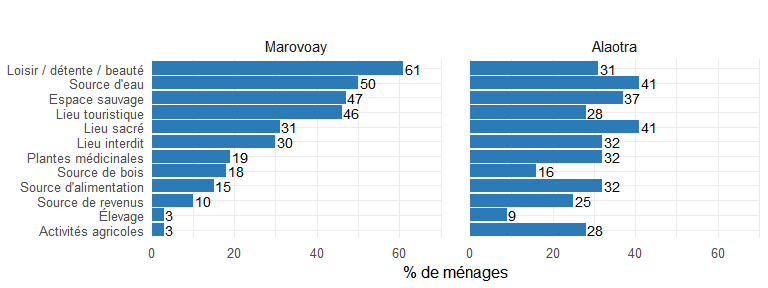 Marovoay Alaotra
Loisir / détente / beauté 61 31
Source d'eau 50 41
Espace sauvage 47 37
Lieu touristique 46 28
Lieu sacré 31 41
Lieu interdit 30 32
Plantes médicinales 19 32
Source de bois 18 16
Source d'alimentation 15 32
Source de revenus 10 25
Élevage 3 9
Activités agricoles 3 28
0 20 40 60 0 20 40 60
% de ménages